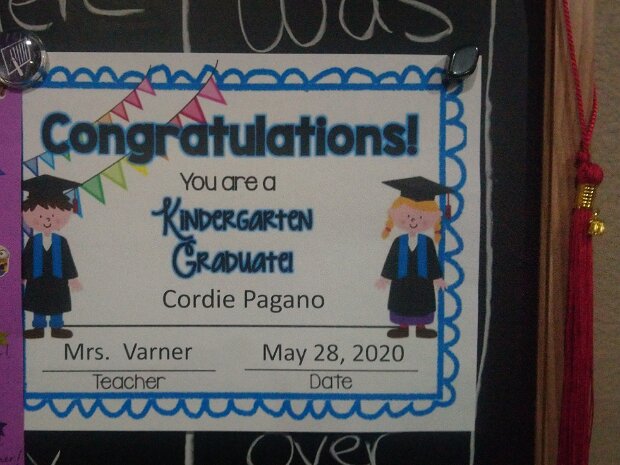 was
Congratulations!
You are a
Kindergarten
Graduate!
Cordie Pagano
Mrs. Varner May 28, 2020
Teacher Date
over